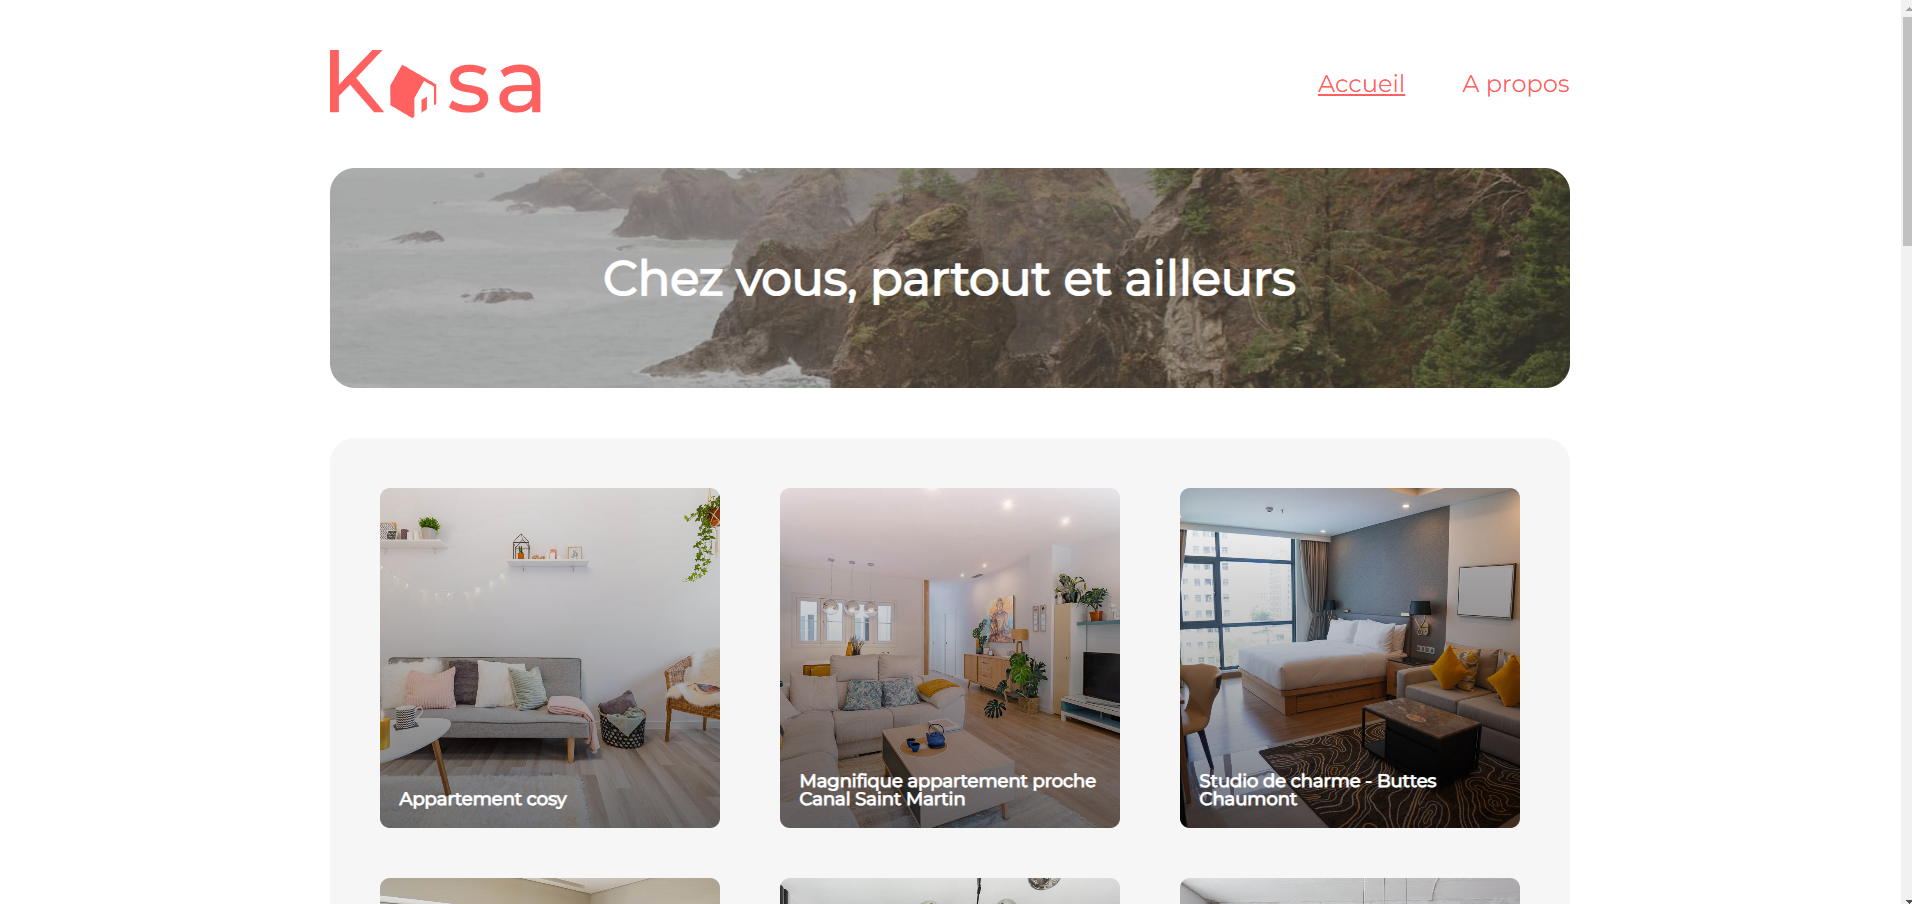 Kasa
Accueil
A propos
Chez vous, partout et ailleurs
Appartement cosy
Magnifique appartement proche
Canal Saint Martin
Studio de charme - Buttes
Chaumont